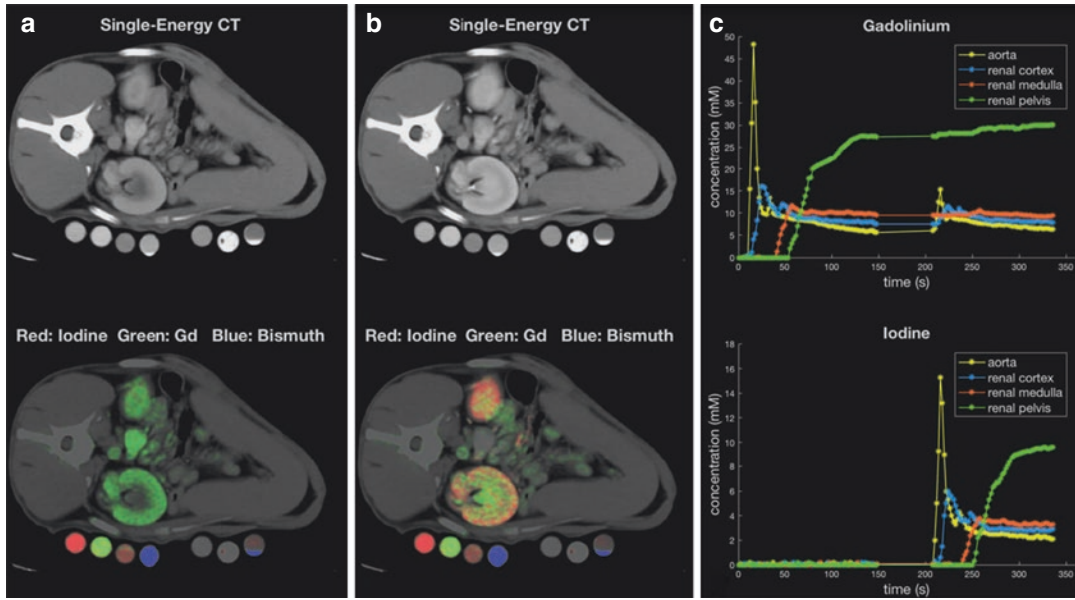 a
Single-Energy CT
Red: Iodine Green: Gd Blue: Bismuth
b
Single-Energy CT
Red: Iodine Green: Gd Blue: Bismuth
c
Gadolinium
aorta
renal cortex
renal medulla
renal pelvis
concentration (mM)
50
45
40
35
30
25
20
15
10
5
0
0 50 100 150 200 250 300 350
time (s)
Iodine
aorta
renal cortex
renal medulla
renal pelvis
concentration (mM)
18
16
14
12
10
8
6
4
2
0
0 50 100 150 200 250 300 350
time (s)